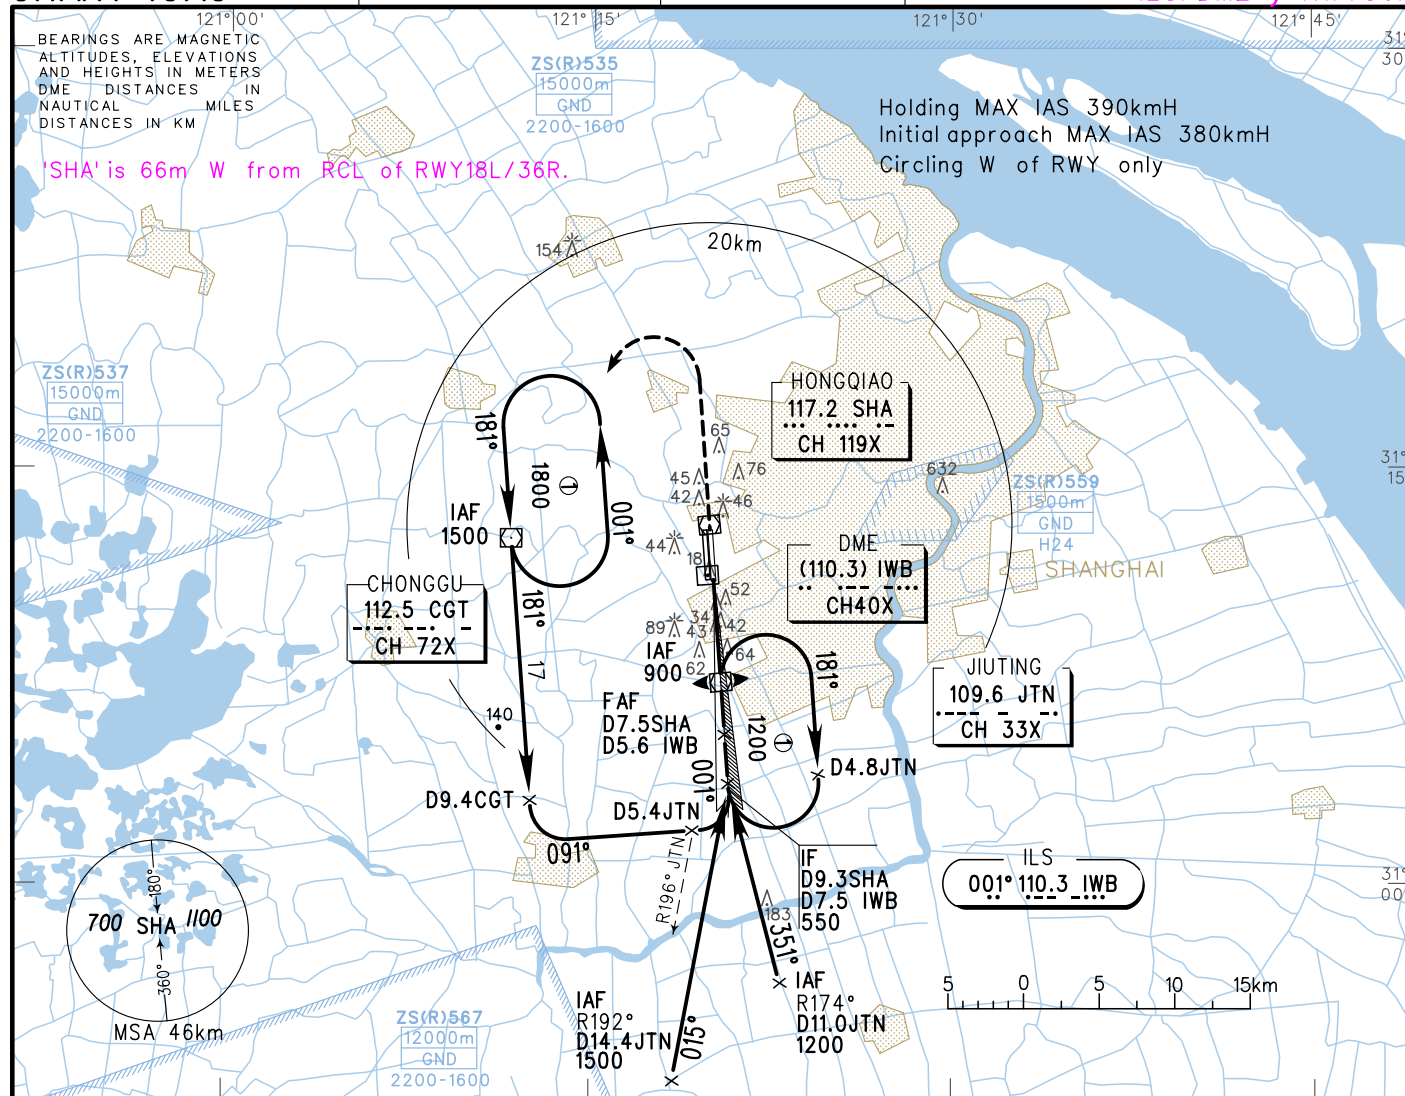 121°00'
121°15'
121°30'
121°45'
BEARINGS ARE MAGNETIC
ALTITUDES, ELEVATIONS
AND HEIGHTS IN METERS
DME DISTANCES IN
NAUTICAL MILES
DISTANCES IN KM
'SHA' is 66m W from RCL of RWY18L/36R.
ZS(R)535
15000m
GND
2200-1600
Holding MAX IAS 390kmH
Initial approach MAX IAS 380kmH
Circling W of RWY only
31°
30'
154
20km
ZS(R)537
15000m
GND
2200-1600
HONGQIAO
117.2 SHA
CH 119X
181°
1800
①
001°
IAF
1500
65
45
76
42
46
44
18
632
ZS(R)559
1500m
GND
H24
31°
15'
SHANGHAI
DME
(110.3) IWB
CH40X
CHONGGU
112.5 CGT
CH 72X
181°
17
52
34
42
43
89
64
62
IAF
900
181°
JIUTING
109.6 JTN
CH 33X
FAF
D7.5SHA
D5.6 IWB
1200
①
001°
140
D4.8JTN
D9.4CGT
D5.4JTN
091°
R196° JTN
IF
D9.3SHA
D7.5 IWB
550
183
351°
ILS
001° 110.3 IWB
31°
00'
180°
700 SHA 1100
360°
MSA 46km
IAF
R192°
D14.4JTN
1500
015°
IAF
R174°
D11.0JTN
1200
5 0 5 10 15km
ZS(R)567
12000m
GND
2200-1600